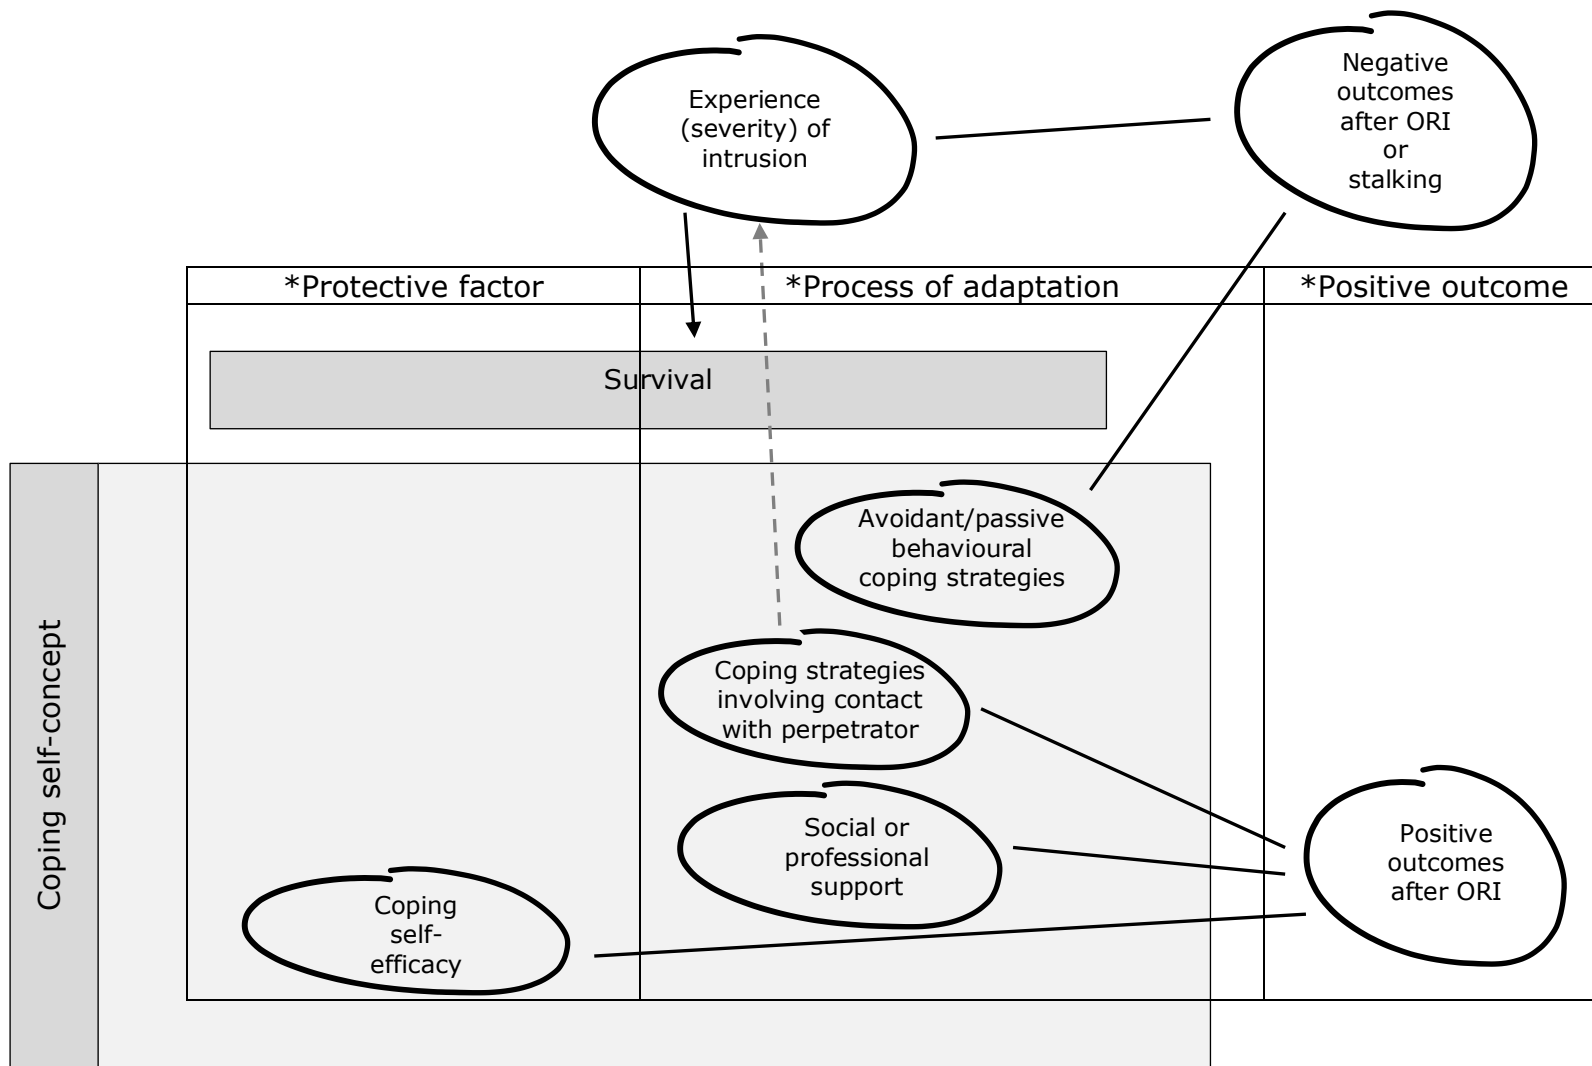 Experience
(severity) of
intrusion
Negative
outcomes
after ORI
or
stalking
*Protective factor
*Process of adaptation
*Positive outcome
Survival
Avoidant/passive
behavioural
coping strategies
Coping self-concept
Coping strategies
involving contact
with perpetrator
Social or
professional
support
Positive
outcomes
after ORI
Coping
self-
efficacy